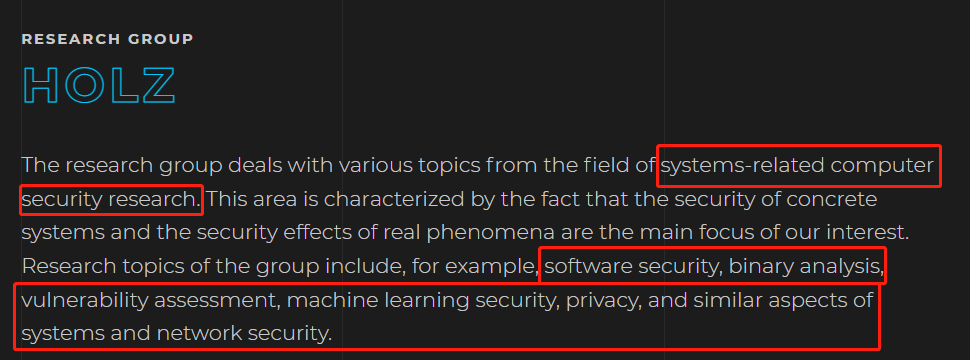 RESEARCH GROUP
HOLZ
The research group deals with various topics from the field of systems-related computer
security research. This area is characterized by the fact that the security of concrete
systems and the security effects of real phenomena are the main focus of our interest.
Research topics of the group include, for example, software security, binary analysis,
vulnerability assessment, machine learning security, privacy, and similar aspects of
systems and network security.